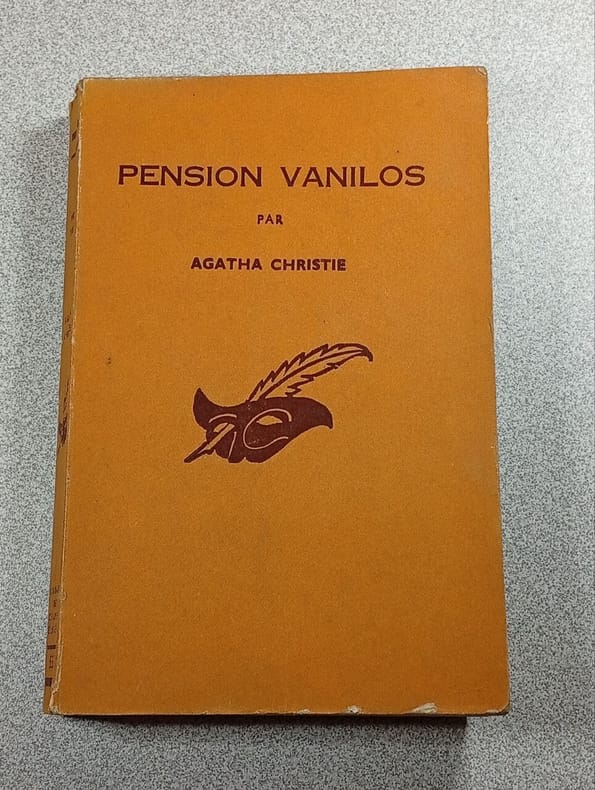 PENSION VANILOS
PAR
AGATHA CHRISTIE